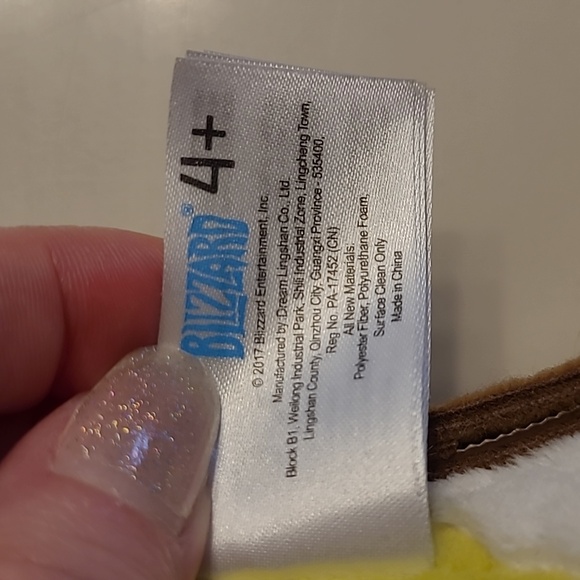 BLIZZARD® 4+
© 2017 Blizzard Entertainment, Inc.
Manufactured by: Dream Lingshan Co., Ltd.
Block B1, Weilong Industrial Park, Shili Industrial Zone, Lingcheng Town,
Lingshan County, Qinzhou City, Guangxi Province - 535400,
Reg No. PA-17452 (CN)
All New Materials:
Polyester Fiber, Polyurethane Foam,
Surface Clean Only
Made in China